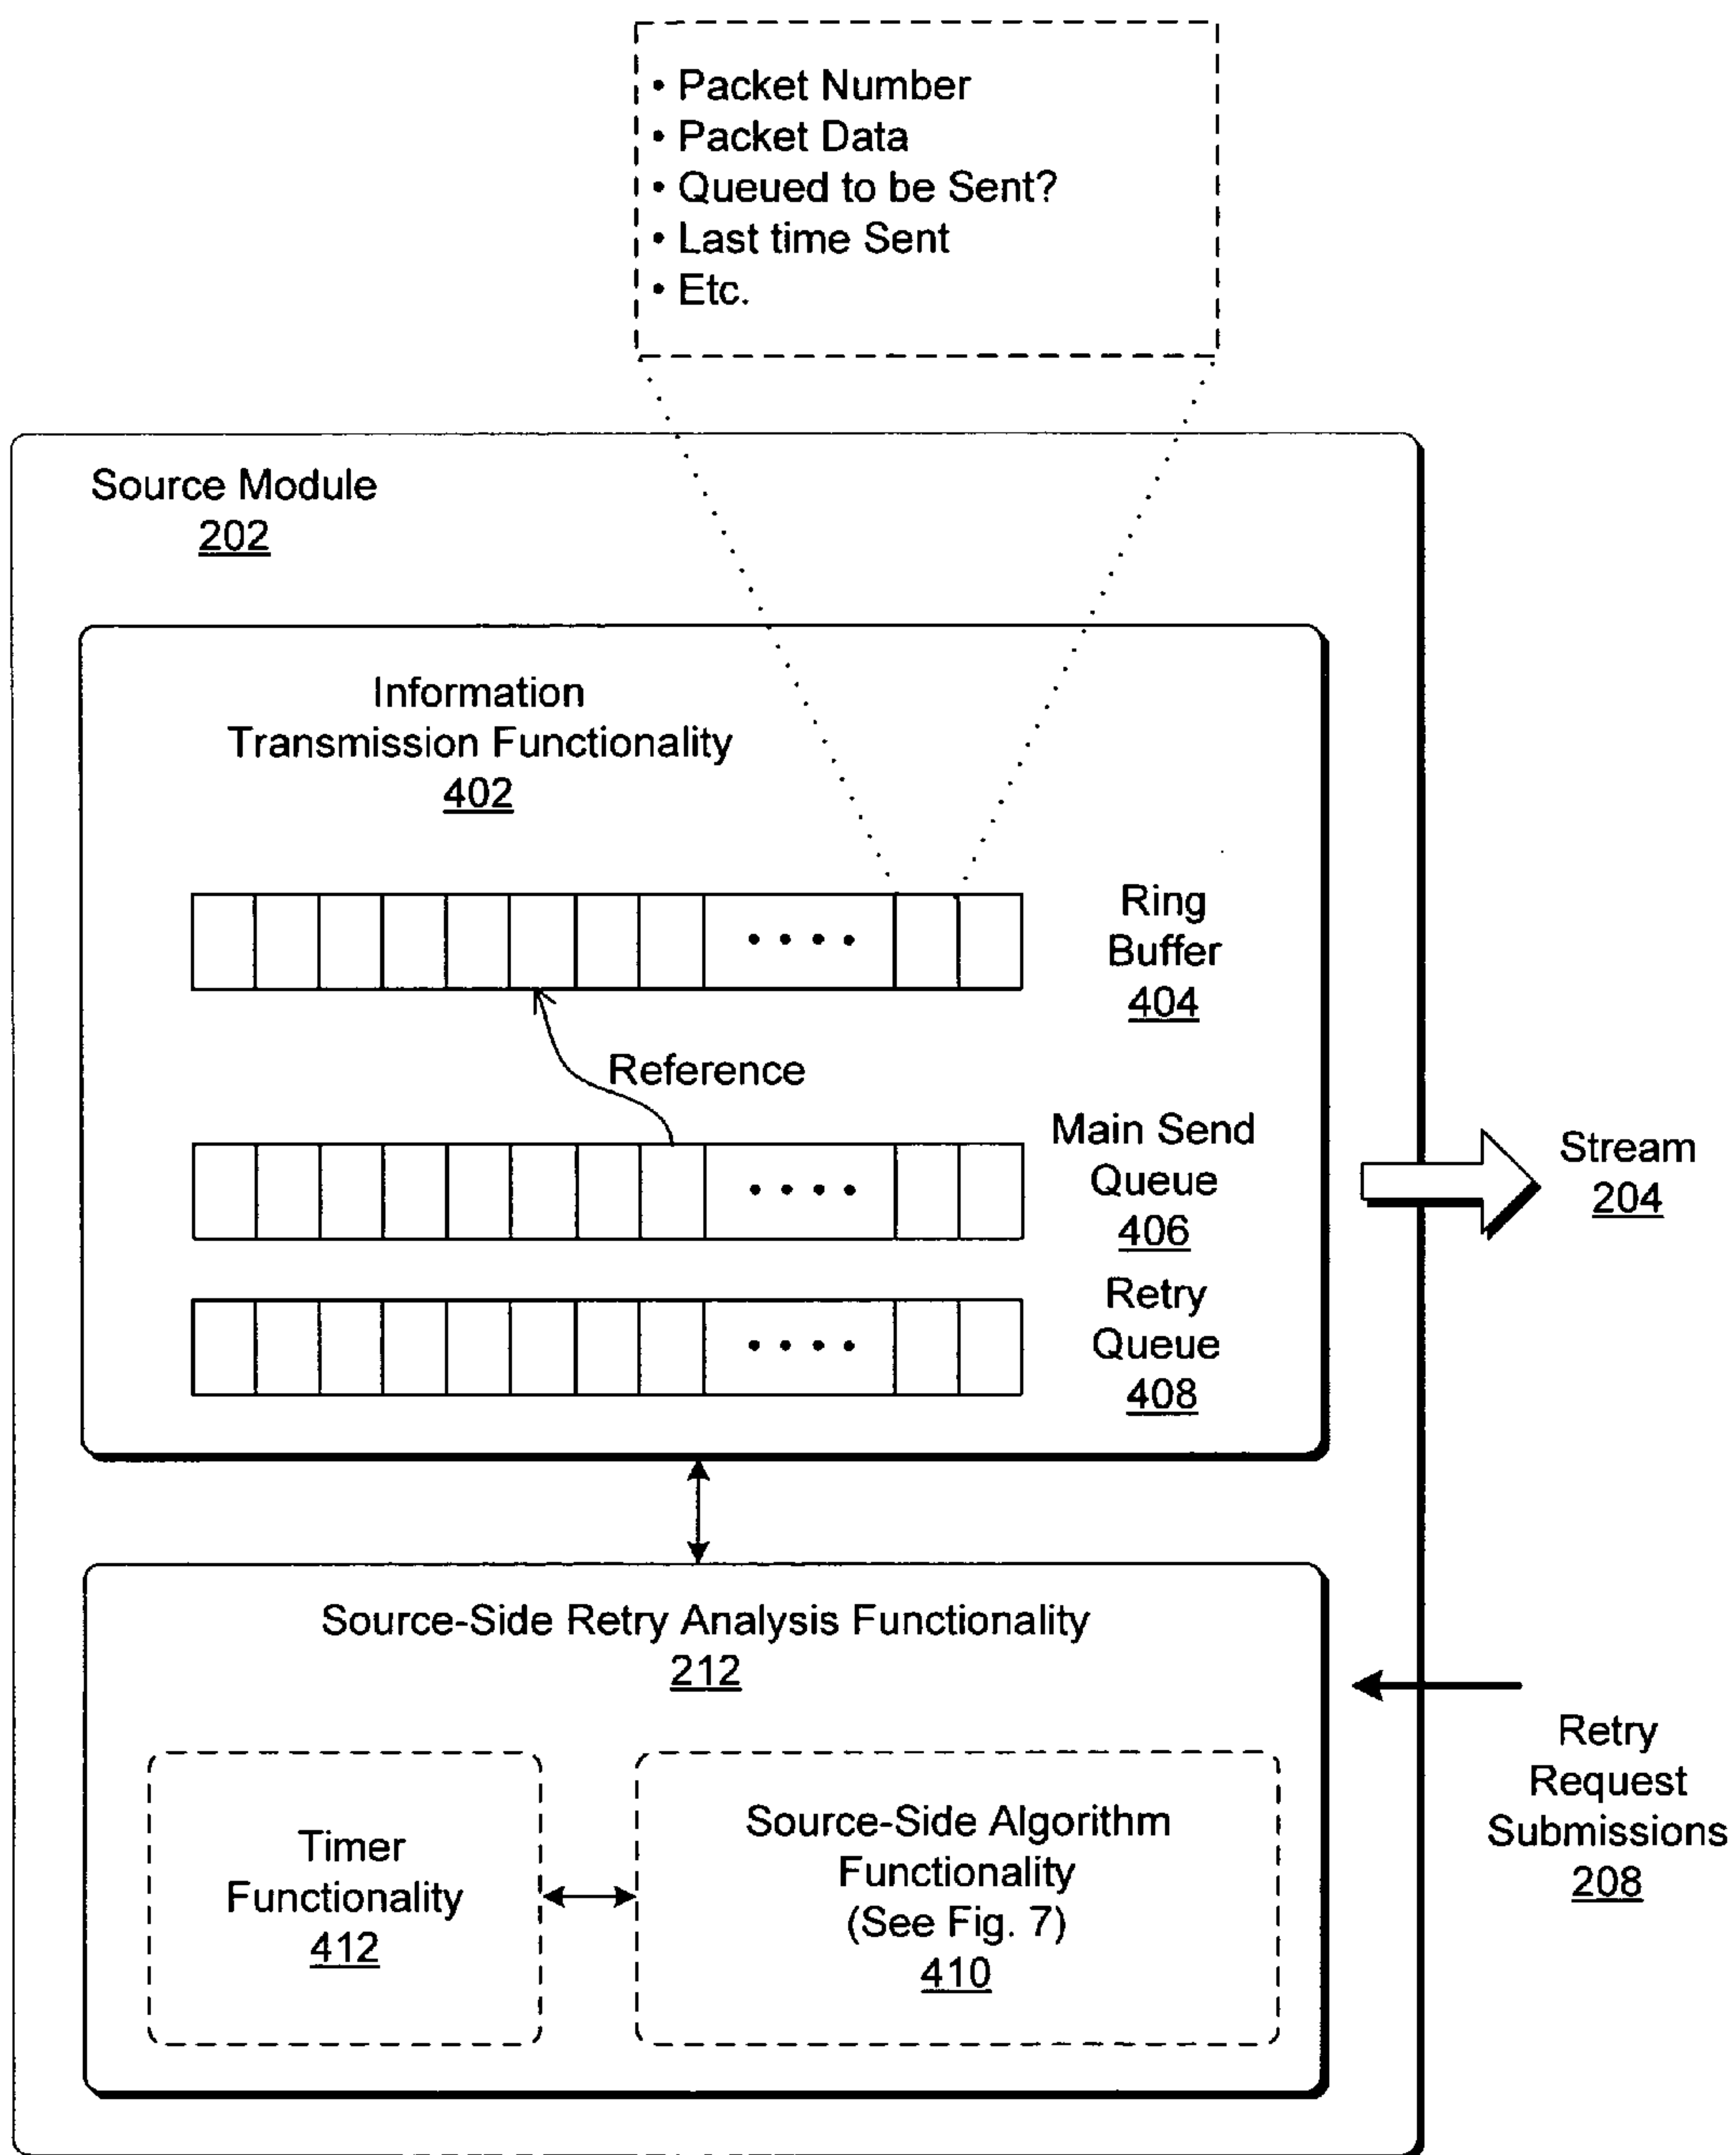 • Packet Number
• Packet Data
• Queued to be Sent?
• Last time Sent
• Etc.
Source Module
202
Information
Transmission Functionality
402
Ring
Buffer
404
Reference
Main Send
Queue
406
Stream
204
Retry
Queue
408
Source-Side Retry Analysis Functionality
212
Retry
Request
Submissions
208
Timer
Functionality
412
Source-Side Algorithm
Functionality
(See Fig. 7)
410